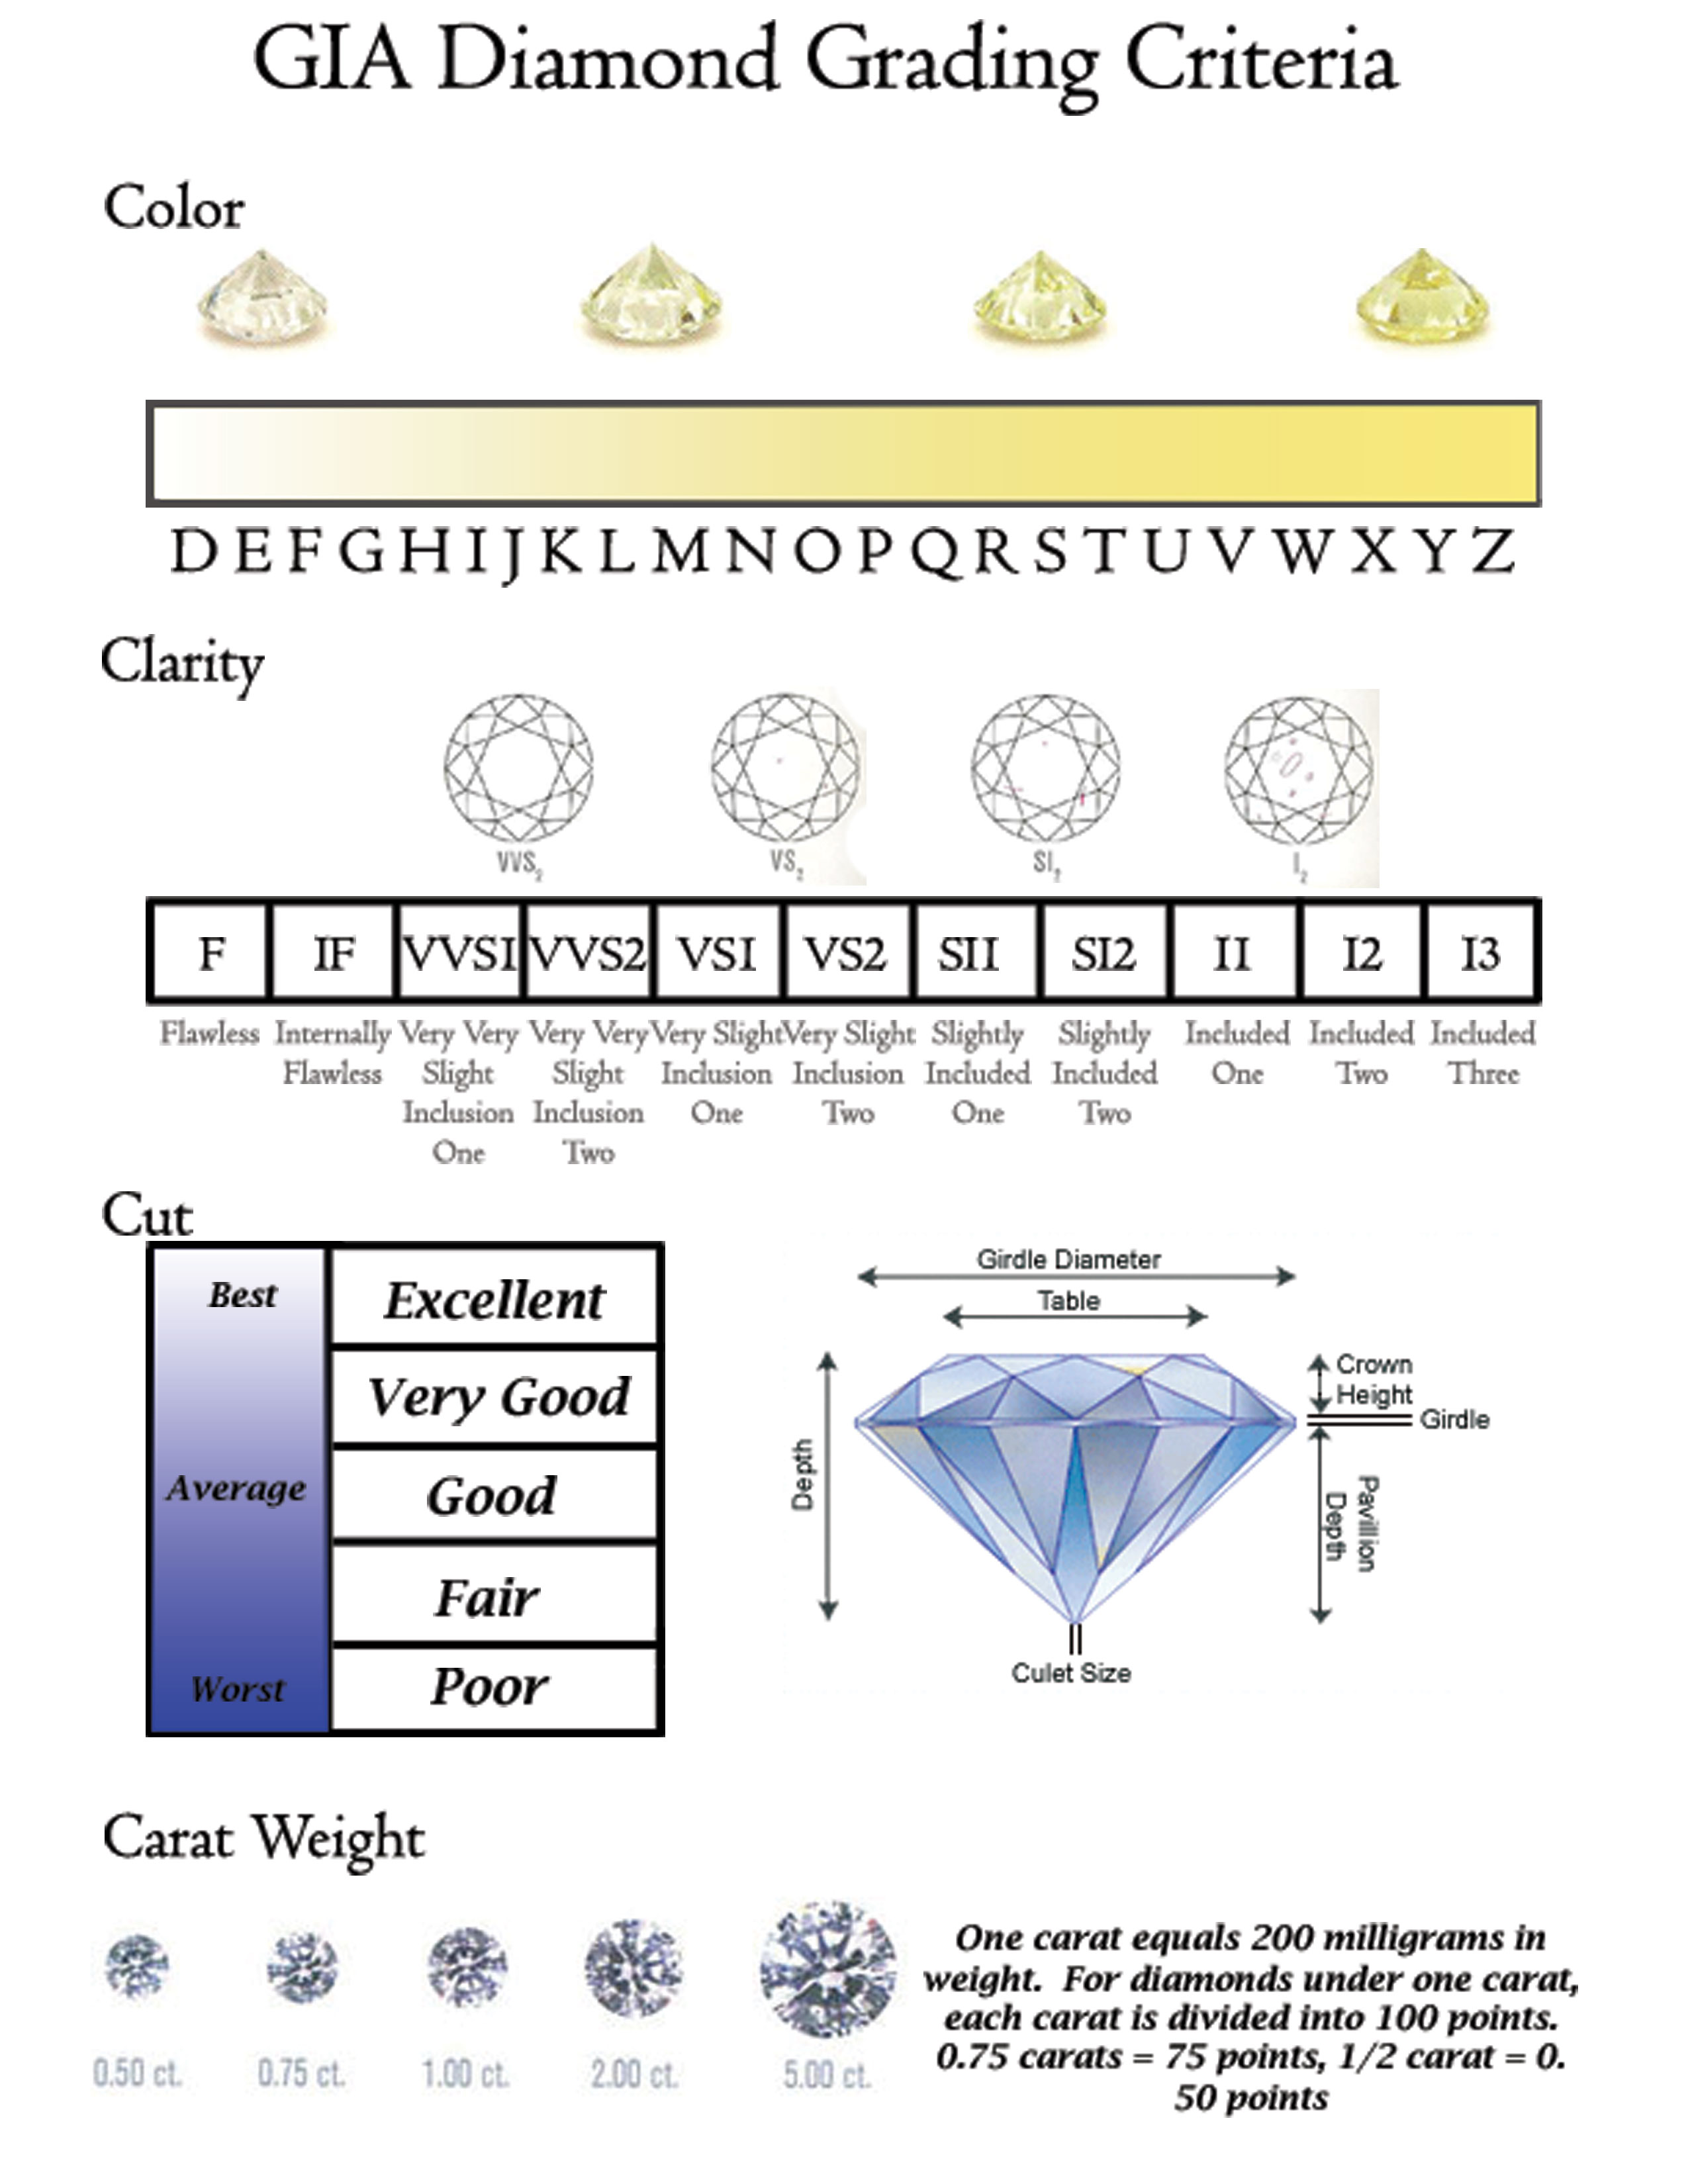 GIA Diamond Grading Criteria
Color
D E F G H I J K L M N O P Q R S T U V W X Y Z
Clarity
VVS2
VS2
SI2
I2
F IF VVS1 VVS2 VS1 VS2 SI1 SI2 I1 I2 I3
Flawless
Internally
Flawless
Very Very
Slight
Inclusion
One
Very Very
Slight
Inclusion
Two
Very Slight
Inclusion
One
Very Slight
Inclusion
Two
Slightly
Included
One
Slightly
Included
Two
Included
One
Included
Two
Included
Three
Cut
Best
Average
Worst
Excellent
Very Good
Good
Fair
Poor
Girdle Diameter
Table
Depth
Crown
Height
Girdle
Pavillion
Depth
Culet Size
Carat Weight
0.50 ct.
0.75 ct.
1.00 ct.
2.00 ct.
5.00 ct.
One carat equals 200 milligrams in
weight. For diamonds under one carat,
each carat is divided into 100 points.
0.75 carats = 75 points, 1/2 carat = 0.
50 points